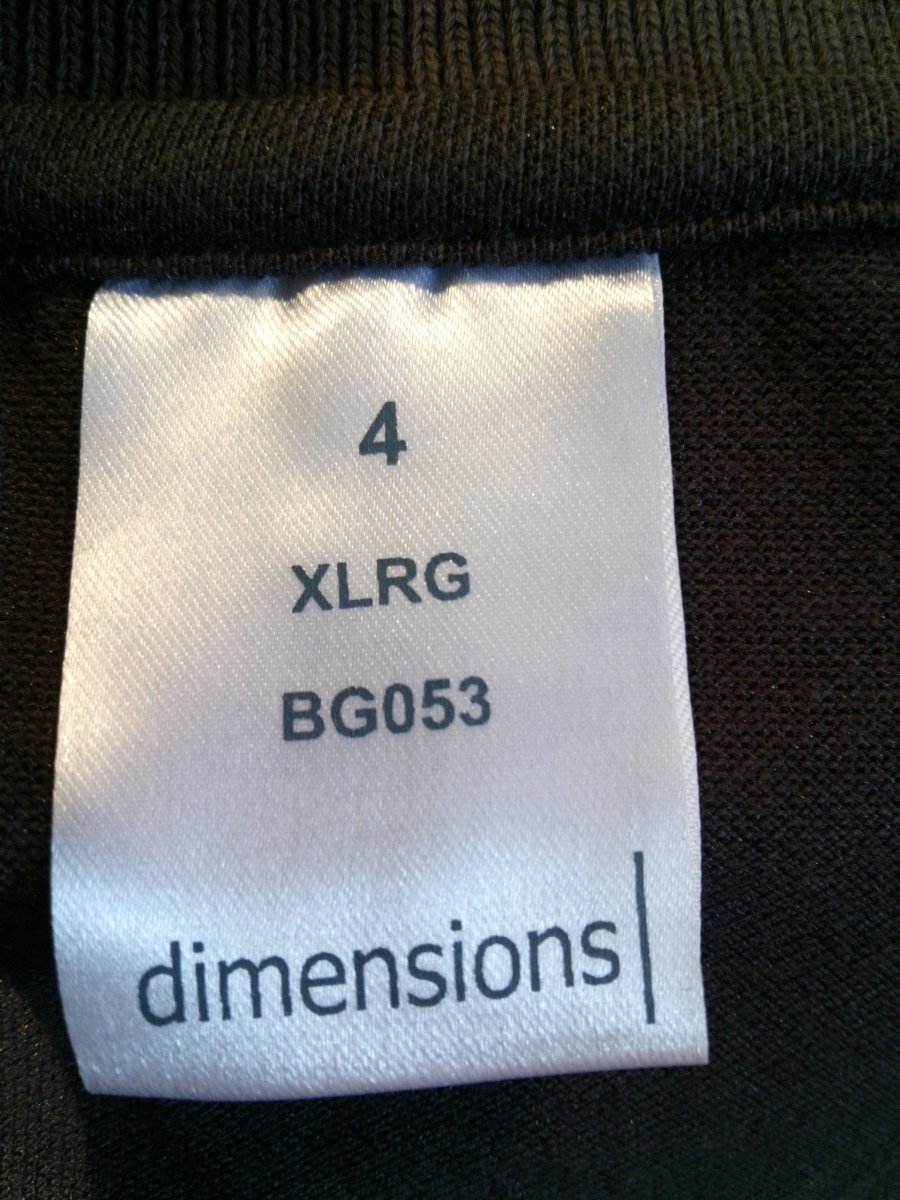 4
XLRG
BG053
dimensions|